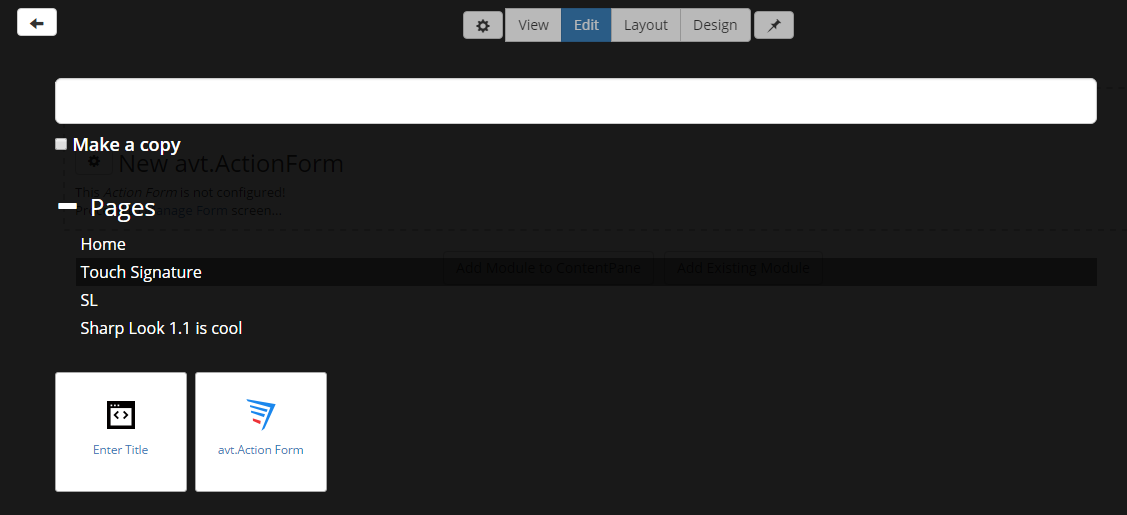 View Edit Layout Design
Make a copy
New avt.ActionForm
This Action Form is not configured!
Pages
anage Form screen...
Home
Add Module to ContentPane Add Existing Module
Touch Signature
SL
Sharp Look 1.1 is cool
Enter Title avt.Action Form